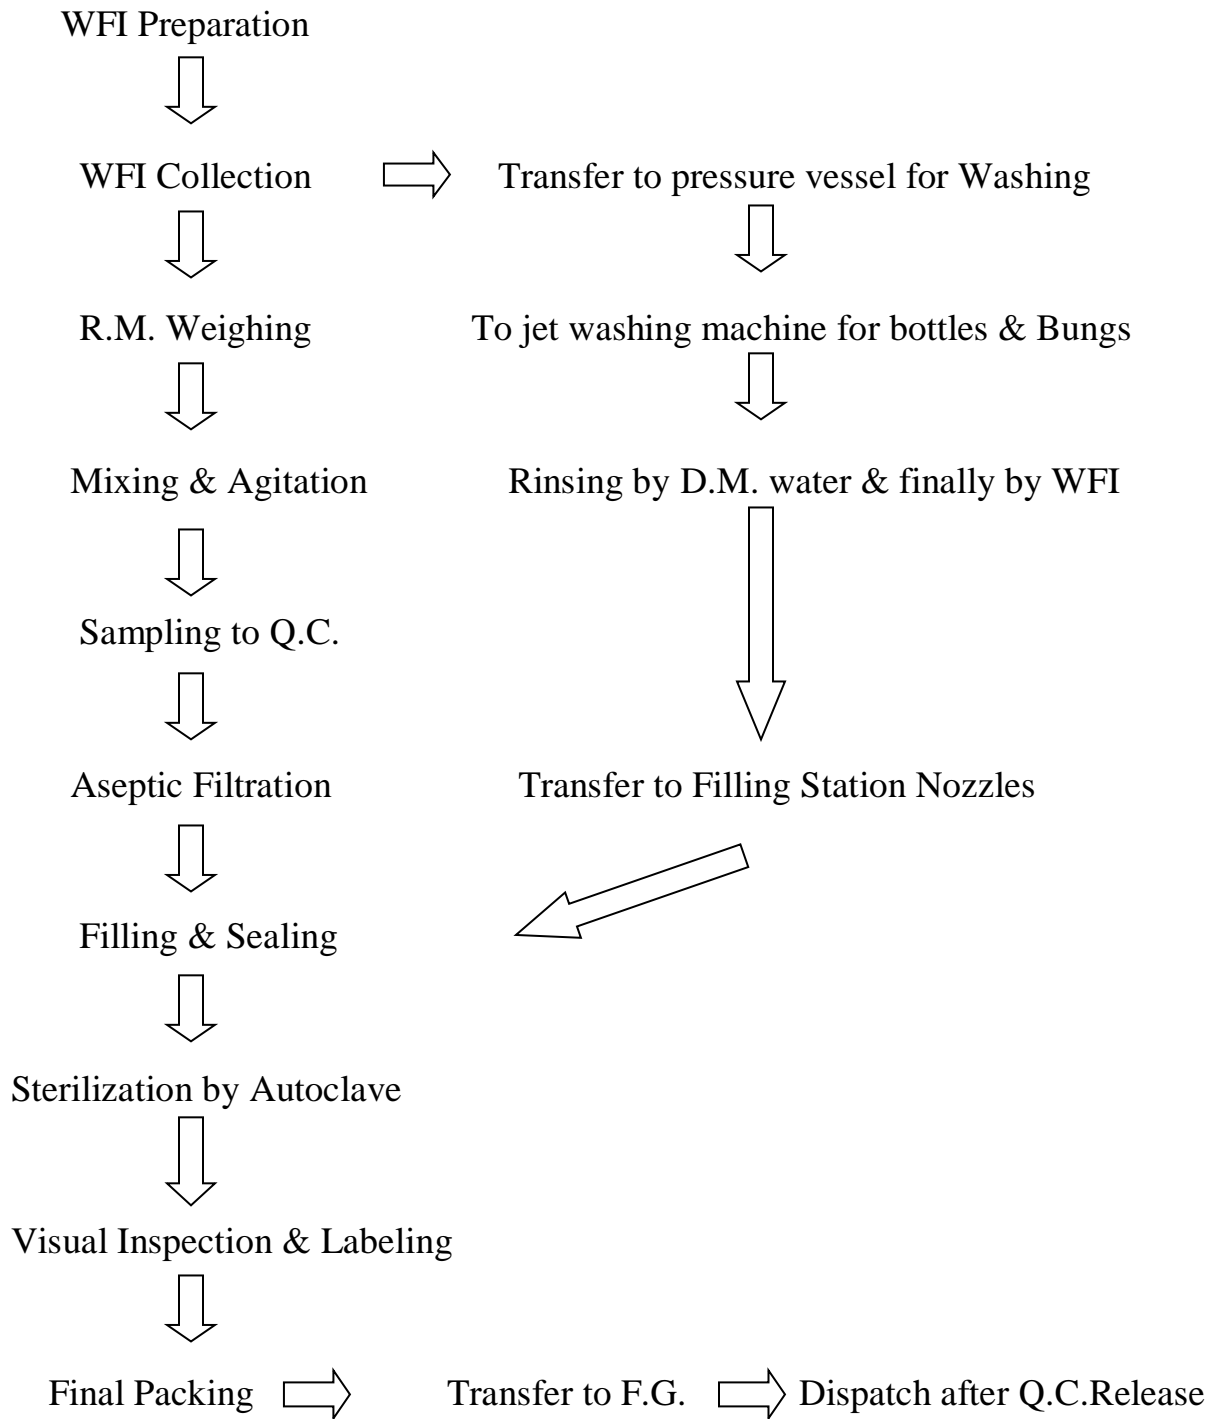 WFI Preparation
WFI Collection
Transfer to pressure vessel for Washing
R.M. Weighing
To jet washing machine for bottles & Bungs
Mixing & Agitation
Rinsing by D.M. water & finally by WFI
Sampling to Q.C.
Aseptic Filtration
Transfer to Filling Station Nozzles
Filling & Sealing
Sterilization by Autoclave
Visual Inspection & Labeling
Final Packing
Transfer to F.G.
Dispatch after Q.C.Release